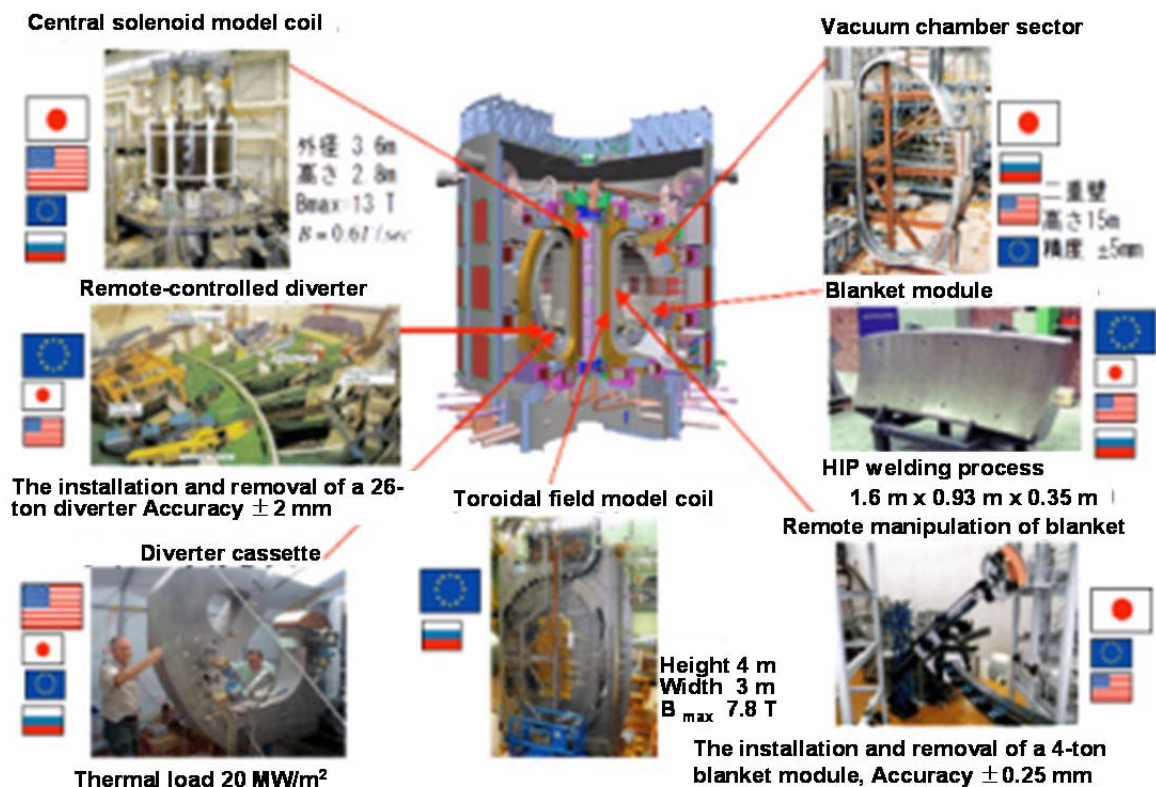 Central solenoid model coil
外径 3.6m
高さ 2.8m
Bmax=13 T
Vacuum chamber sector
二重壁
高さ15m
精度 ±5mm
Remote-controlled diverter
The installation and removal of a 26-
ton diverter Accuracy ±2 mm
Blanket module
HIP welding process
1.6 m x 0.93 m x 0.35 m
Diverter cassette
Thermal load 20 MW/m²
Toroidal field model coil
Height 4 m
Width 3 m
B max 7.8 T
Remote manipulation of blanket
The installation and removal of a 4-ton
blanket module, Accuracy ±0.25 mm